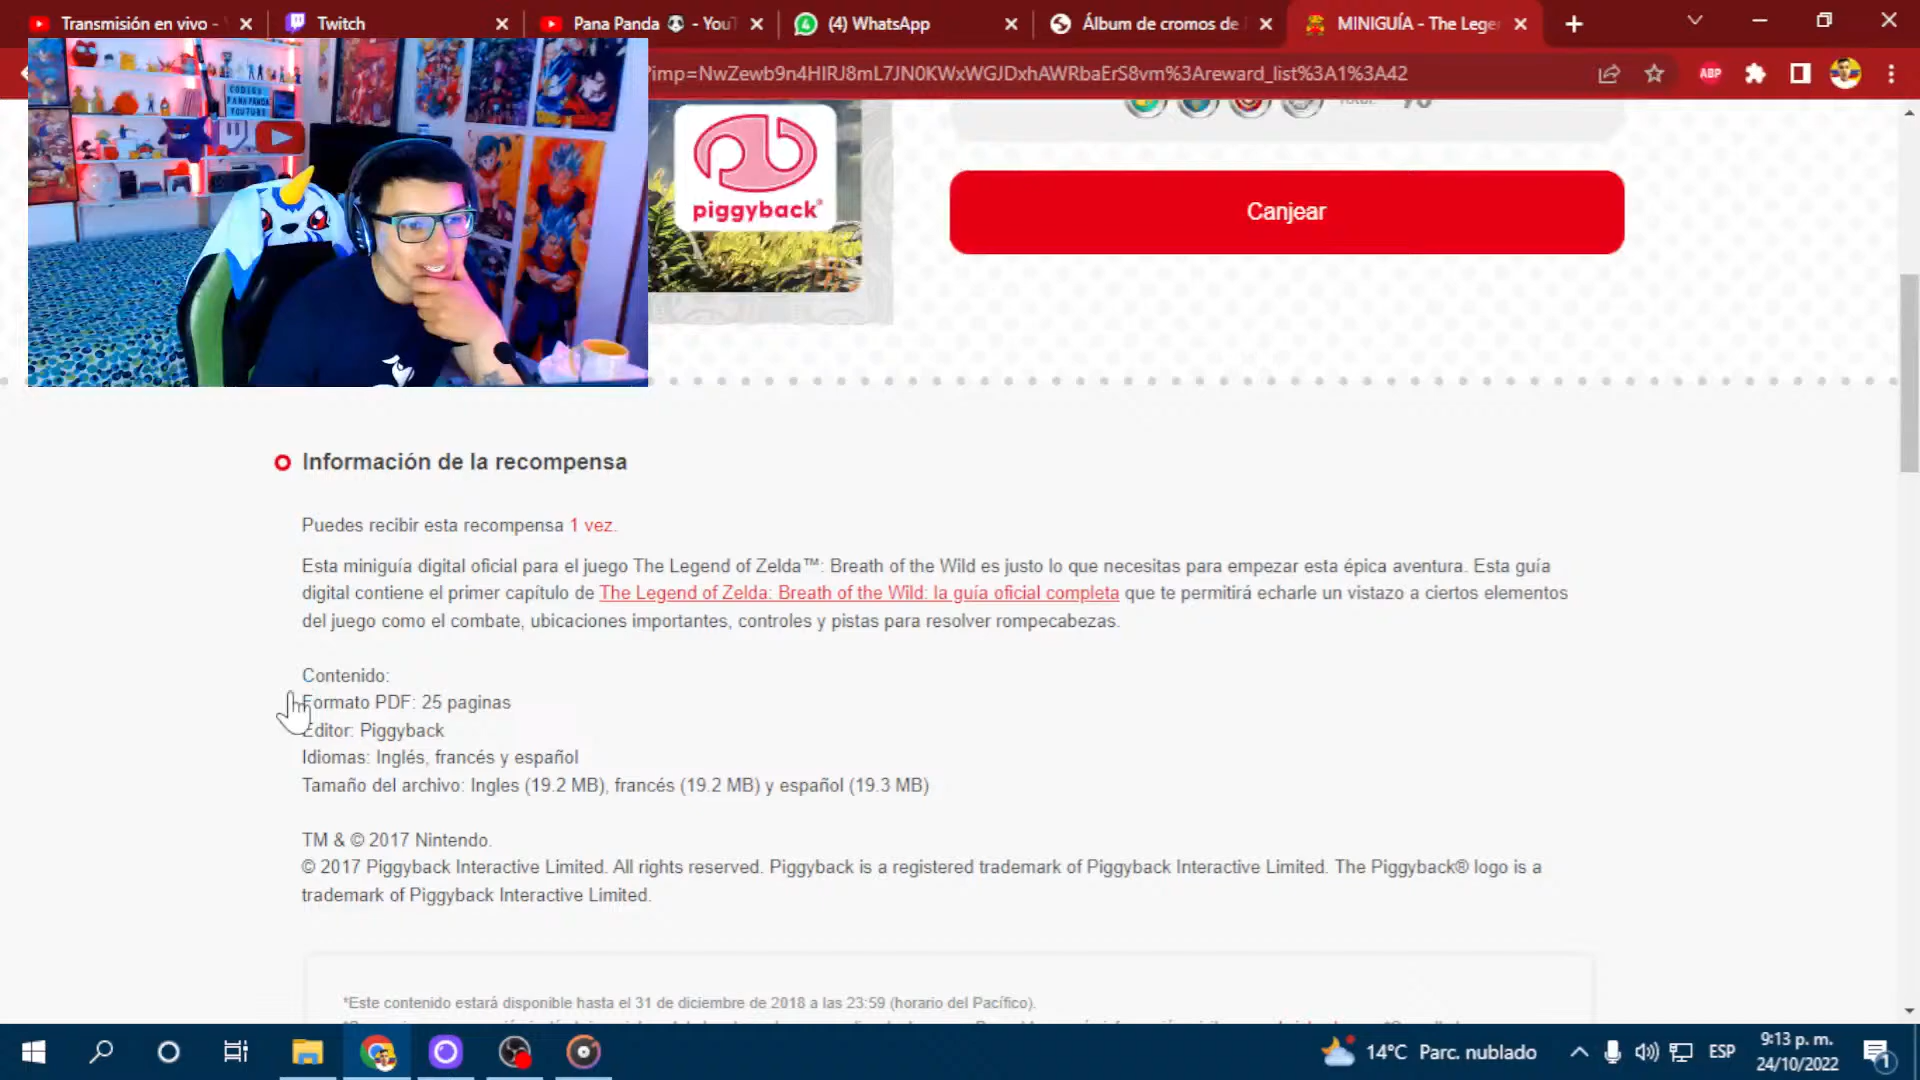 Transmisión en vivo -
Twitch
Pana Panda
- YouT
(4) WhatsApp
Álbum de cromos de
MINIGUÍA - The Lege
?imp=NwZewb9n4HIRJ8mL7JN0KWxWGJDxhAWRbaErS8vm%3Areward_list%3A1%3A42
ABP
CODIGO
PANA PANDA
YOUTUBE
piggyback®
Canjear
Información de la recompensa
Puedes recibir esta recompensa 1 vez.
Esta miniguía digital oficial para el juego The Legend of Zelda™: Breath of the Wild es justo lo que necesitas para empezar esta épica aventura. Esta guía
digital contiene el primer capítulo de The Legend of Zelda: Breath of the Wild: la guía oficial completa que te permitirá echarle un vistazo a ciertos elementos
del juego como el combate, ubicaciones importantes, controles y pistas para resolver rompecabezas.
Contenido:
Formato PDF: 25 paginas
Editor: Piggyback
Idiomas: Inglés, francés y español
Tamaño del archivo: Ingles (19.2 MB), francés (19.2 MB) y español (19.3 MB)
TM & © 2017 Nintendo.
© 2017 Piggyback Interactive Limited. All rights reserved. Piggyback is a registered trademark of Piggyback Interactive Limited. The Piggyback® logo is a
trademark of Piggyback Interactive Limited.
*Este contenido estará disponible hasta el 31 de diciembre de 2018 a las 23:59 (horario del Pacífico).
14°C Parc. nublado
ESP
9:13 p. m.
24/10/2022
1